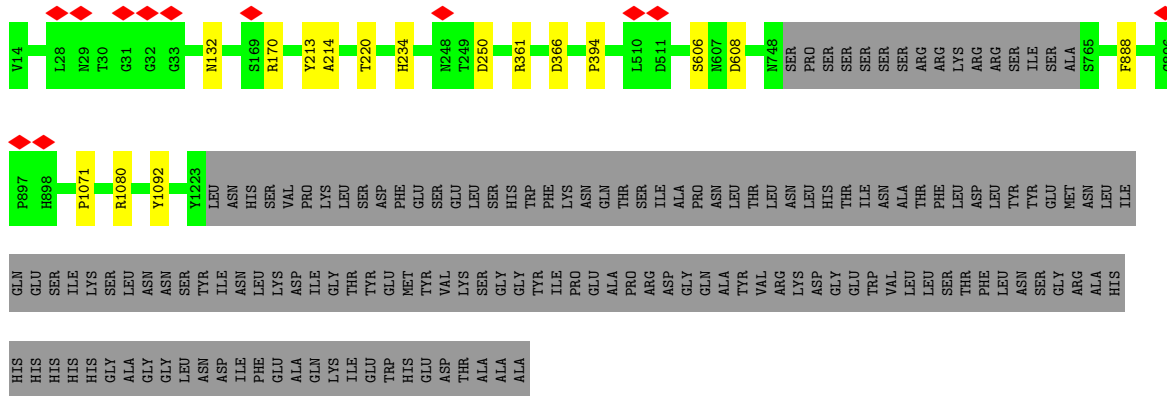 V14 L28 N29 T30 G31 G32 G33 N132 S169 R170 Y213 A214 T220 H234 N248 T249 D250 R361 D366 P394 L510 D511 S606 N607 D608 N748 SER PRO SER SER SER SER SER ARG ARG LYS ARG ARG SER ILE SER ALA S765 F888
P897 H898 P1071 R1080 Y1092 Y1223 LEU ASN HIS SER VAL PRO LYS LEU SER ASP PHE GLU SER GLU LEU SER HIS TRP PHE LYS ASN GLN THR SER ILE ALA PRO ASN LEU THR LEU ASN LEU HIS THR ILE ASN ALA THR PHE LEU ASP LEU TYR TYR GLU MET ASN LEU ILE
GLN GLU SER ILE LYS SER LEU ASN ASN SER TYR ILE ASN LEU LYS ASP ILE GLY THR TYR GLU MET TYR VAL LYS SER GLY GLY TYR ILE PRO GLU ALA PRO ARG ASP GLY GLN ALA TYR VAL ARG LYS ASP GLY GLU TRP VAL LEU LEU SER THR PHE LEU ASN SER GLY ARG ALA HIS
HIS HIS HIS HIS HIS GLY ALA GLY GLY LEU ASN ASP ILE PHE GLU ALA GLN LYS ILE GLU TRP HIS GLU ASP THR ALA ALA ALA